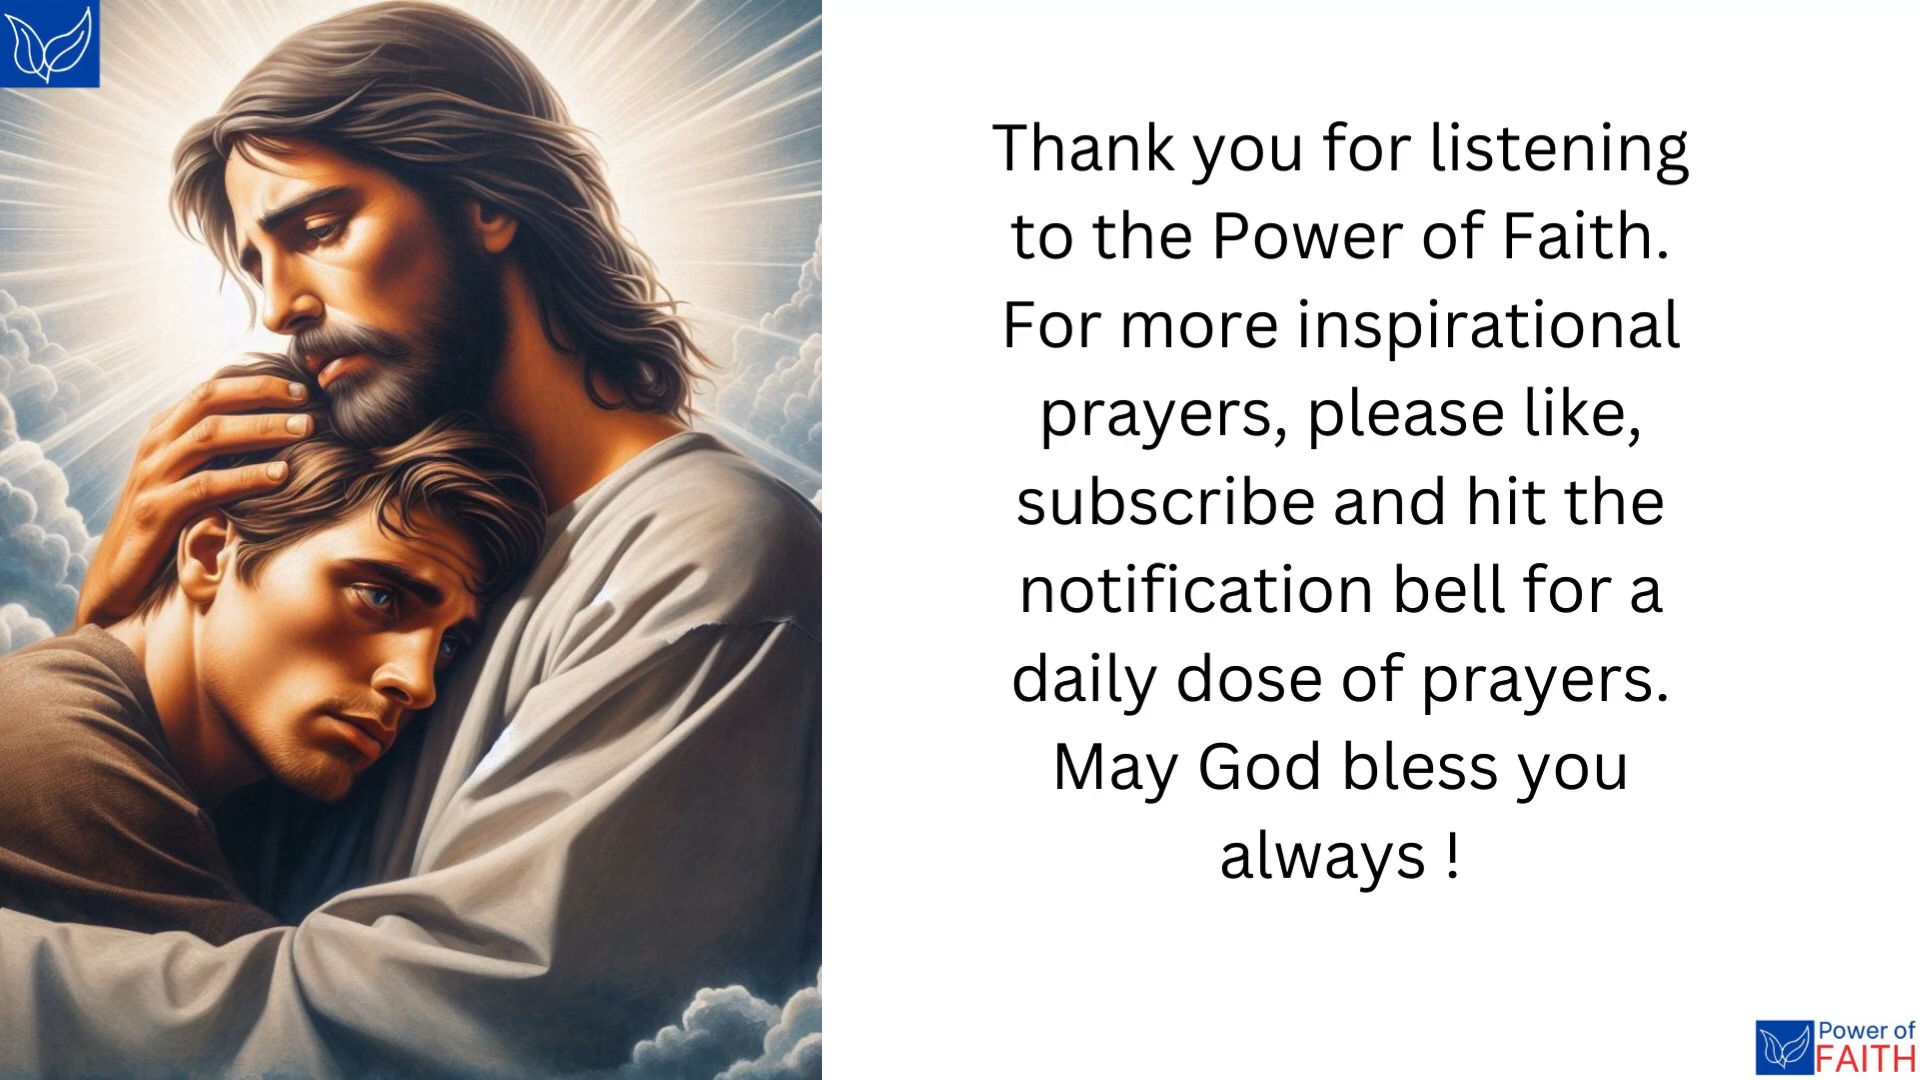 Thank you for listening
to the Power of Faith.
For more inspirational
prayers, please like,
subscribe and hit the
notification bell for a
daily dose of prayers.
May God bless you
always !
Power of
FAITH